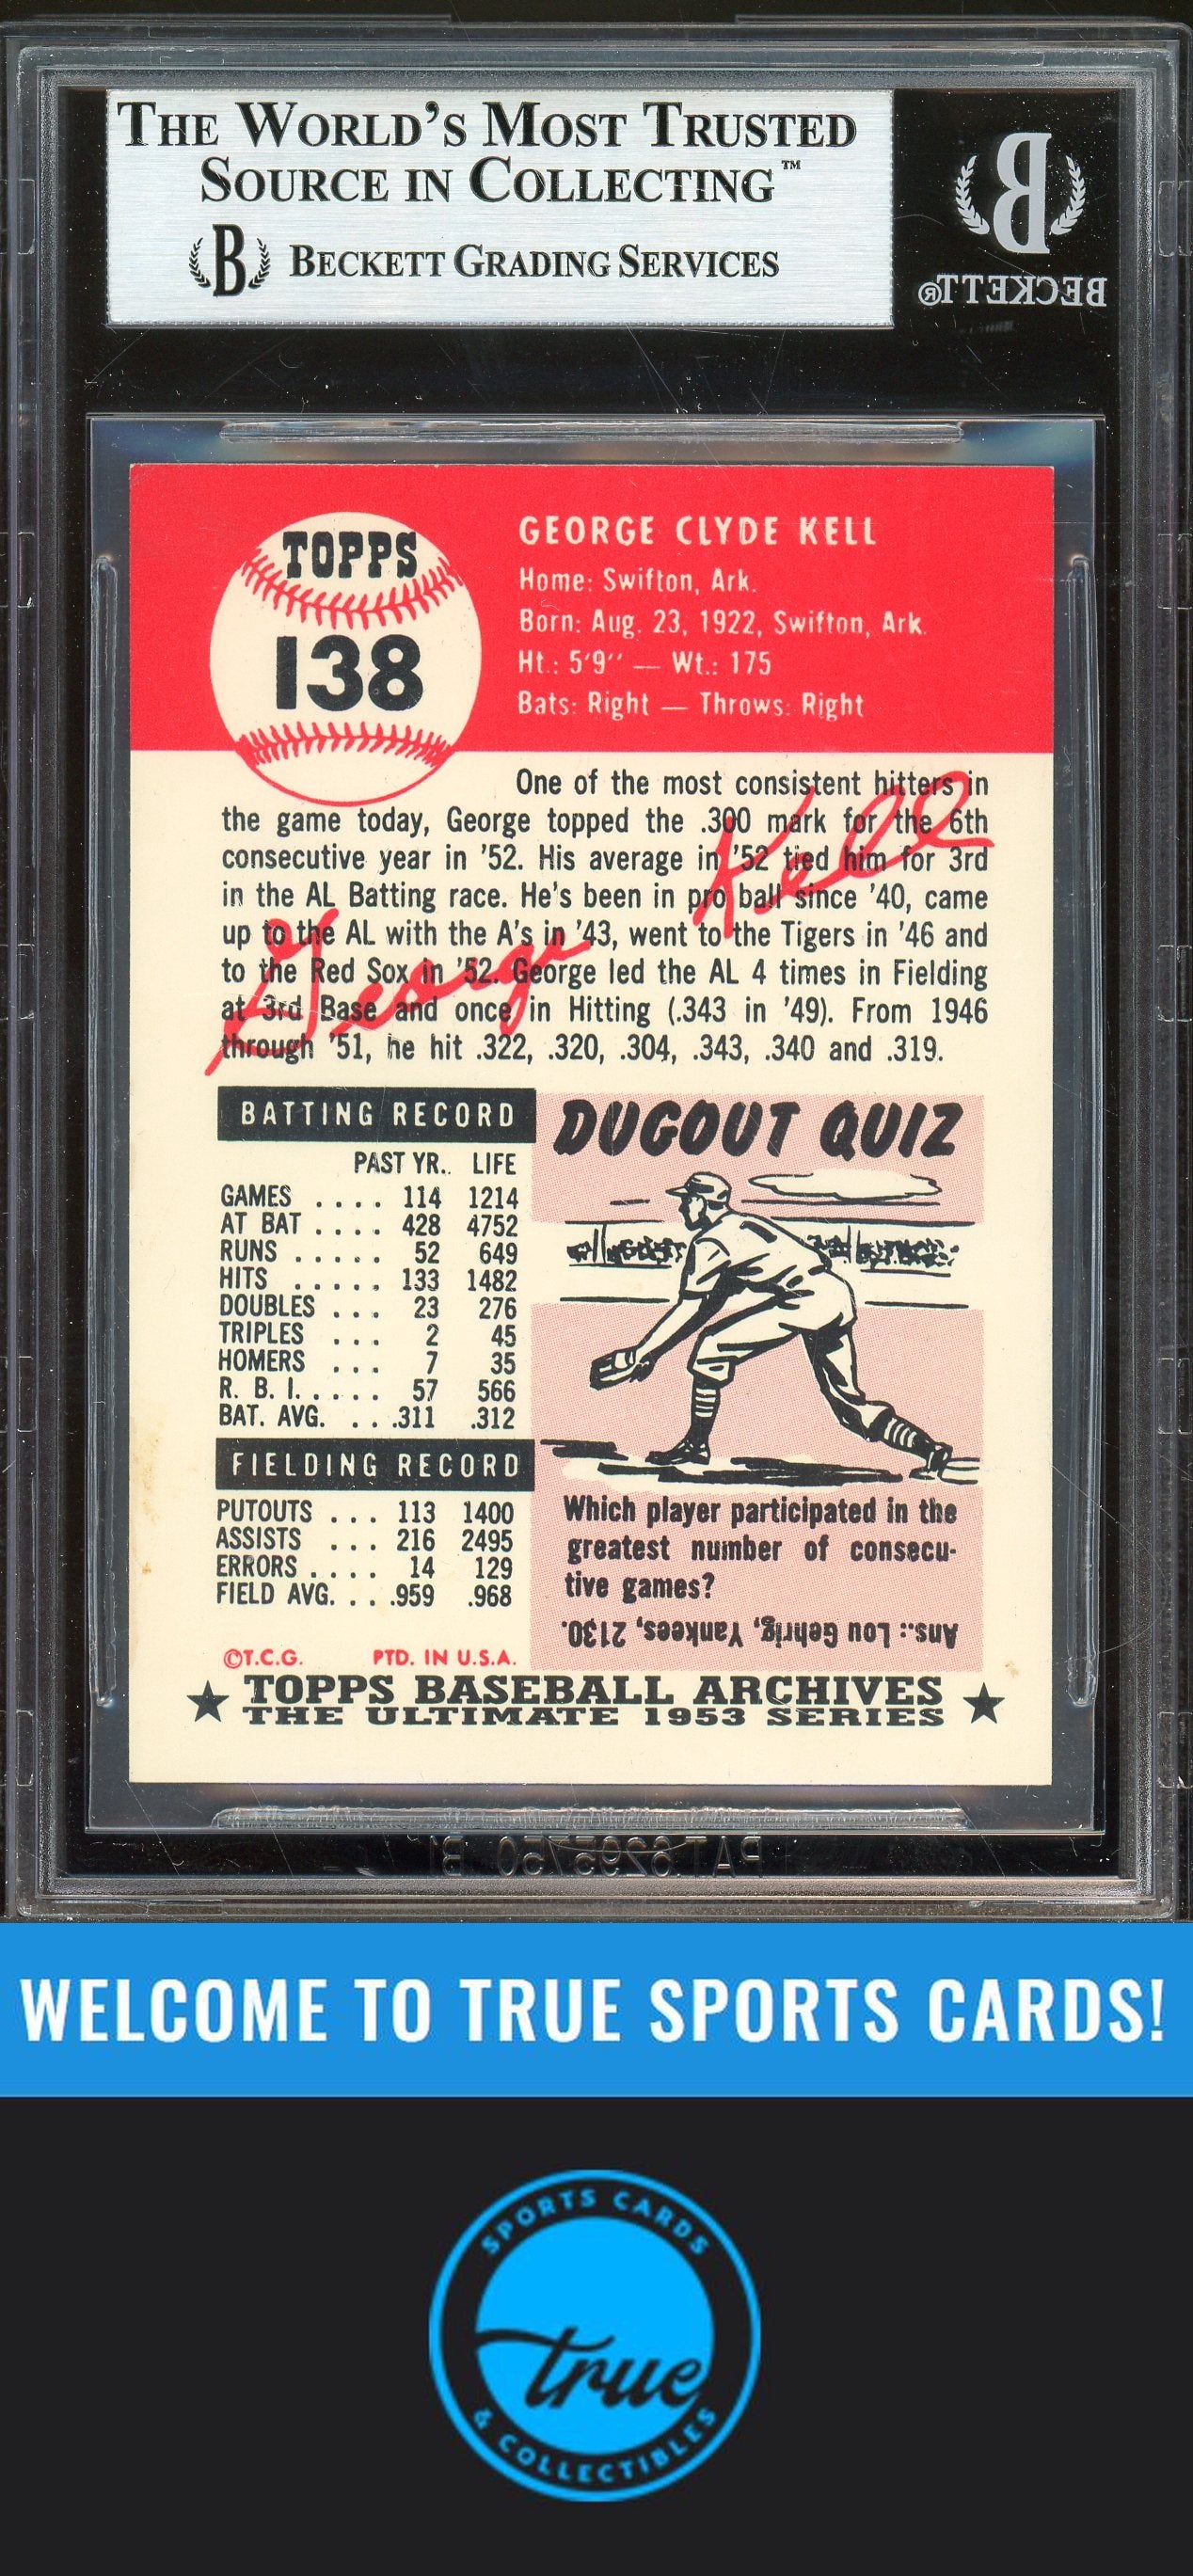 THE WORLD'S MOST TRUSTED
SOURCE IN COLLECTING™
B BECKETT GRADING SERVICES
B
BECKETT®
TOPPS
138
GEORGE CLYDE KELL
Home: Swifton, Ark.
Born: Aug. 23, 1922, Swifton, Ark.
Ht.: 5'9'' — Wt.: 175
Bats: Right — Throws: Right
One of the most consistent hitters in
the game today, George topped the .300 mark for the 6th
consecutive year in '52. His average in '52 tied him for 3rd
in the AL Batting race. He's been in pro ball since '40, came
up to the AL with the A's in '43, went to the Tigers in '46 and
to the Red Sox in '52. George led the AL 4 times in Fielding
at 3rd Base and once in Hitting (.343 in '49). From 1946
through '51, he hit .322, .320, .304, .343, .340 and .319.
George Kell
BATTING RECORD
PAST YR.. LIFE
GAMES .... 114 1214
AT BAT .... 428 4752
RUNS ..... 52 649
HITS ..... 133 1482
DOUBLES ... 23 276
TRIPLES ... 2 45
HOMERS ... 7 35
R. B. I. .... 57 566
BAT. AVG. ...311 .312
FIELDING RECORD
PUTOUTS ... 113 1400
ASSISTS ... 216 2495
ERRORS .... 14 129
FIELD AVG. ...959 .968
DUGOUT QUIZ
Which player participated in the
greatest number of consecu-
tive games?
Ans.: Lou Gehrig, Yankees, 2130.
©T.C.G. PTD. IN U.S.A.
★ TOPPS BASEBALL ARCHIVES ★
THE ULTIMATE 1953 SERIES
PAT.6295750 B1
WELCOME TO TRUE SPORTS CARDS!
SPORTS CARDS
true
& COLLECTIBLES